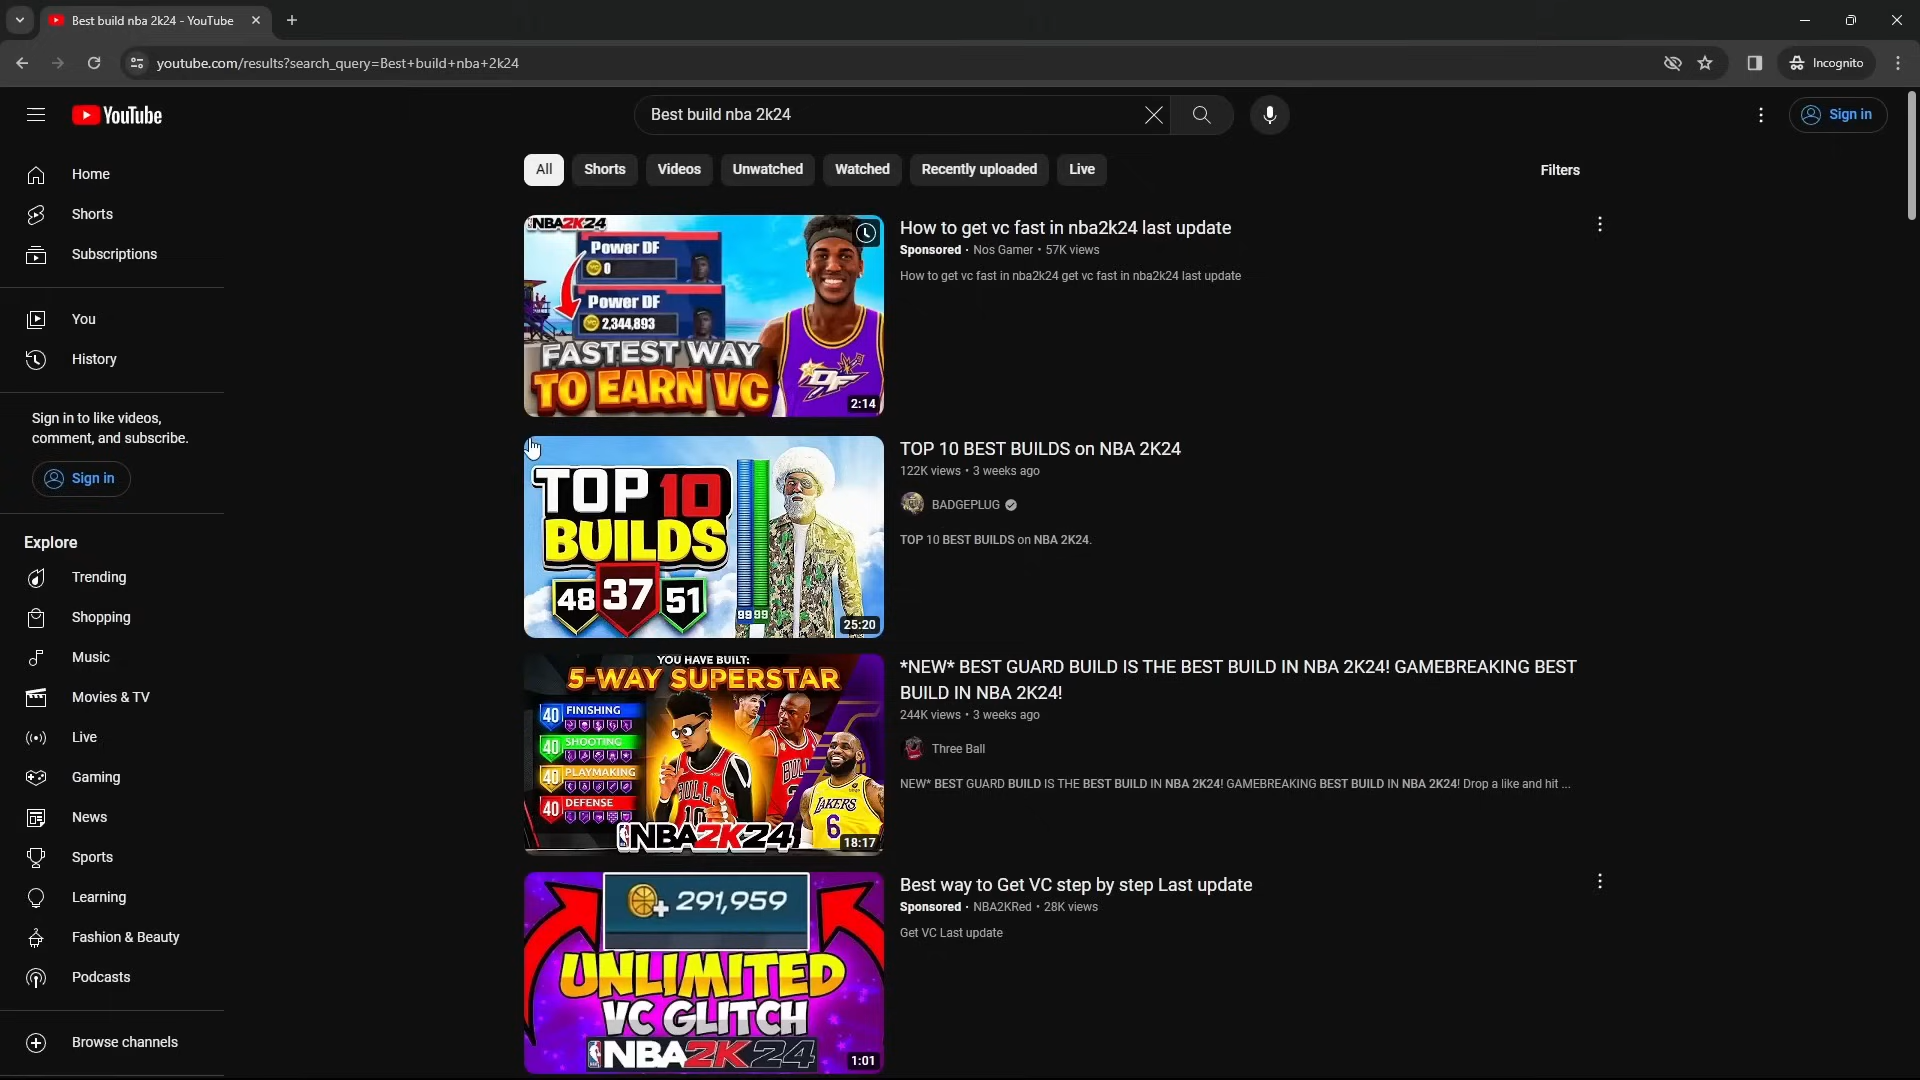 Best build nba 2k24 - YouTube
youtube.com/results?search_query=Best+build+nba+2k24
Incognito
YouTube
Best build nba 2k24
Sign in
Home
Shorts
Subscriptions
You
History
Sign in to like videos,
comment, and subscribe.
Sign in
Explore
Trending
Shopping
Music
Movies & TV
Live
Gaming
News
Sports
Learning
Fashion & Beauty
Podcasts
Browse channels
All
Shorts
Videos
Unwatched
Watched
Recently uploaded
Live
Filters
NBA2K24
Power DF
0
Power DF
2,344,893
FASTEST WAY
TO EARN VC
DF
2:14
How to get vc fast in nba2k24 last update
Sponsored · Nos Gamer • 57K views
How to get vc fast in nba2k24 get vc fast in nba2k24 last update
TOP 10
BUILDS
48 37 51
99 99
25:20
TOP 10 BEST BUILDS on NBA 2K24
122K views • 3 weeks ago
BADGEPLUG
TOP 10 BEST BUILDS on NBA 2K24.
YOU HAVE BUILT:
5-WAY SUPERSTAR
40 FINISHING
40 SHOOTING
40 PLAYMAKING
40 DEFENSE
BULLS
10
BULL
LAKERS
6
NBA2K24
18:17
*NEW* BEST GUARD BUILD IS THE BEST BUILD IN NBA 2K24! GAMEBREAKING BEST
BUILD IN NBA 2K24!
244K views • 3 weeks ago
Three Ball
NEW* BEST GUARD BUILD IS THE BEST BUILD IN NBA 2K24! GAMEBREAKING BEST BUILD IN NBA 2K24! Drop a like and hit ...
+ 291,959
UNLIMITED
VC GLITCH
NBA2K24
1:01
Best way to Get VC step by step Last update
Sponsored · NBA2KRed • 28K views
Get VC Last update